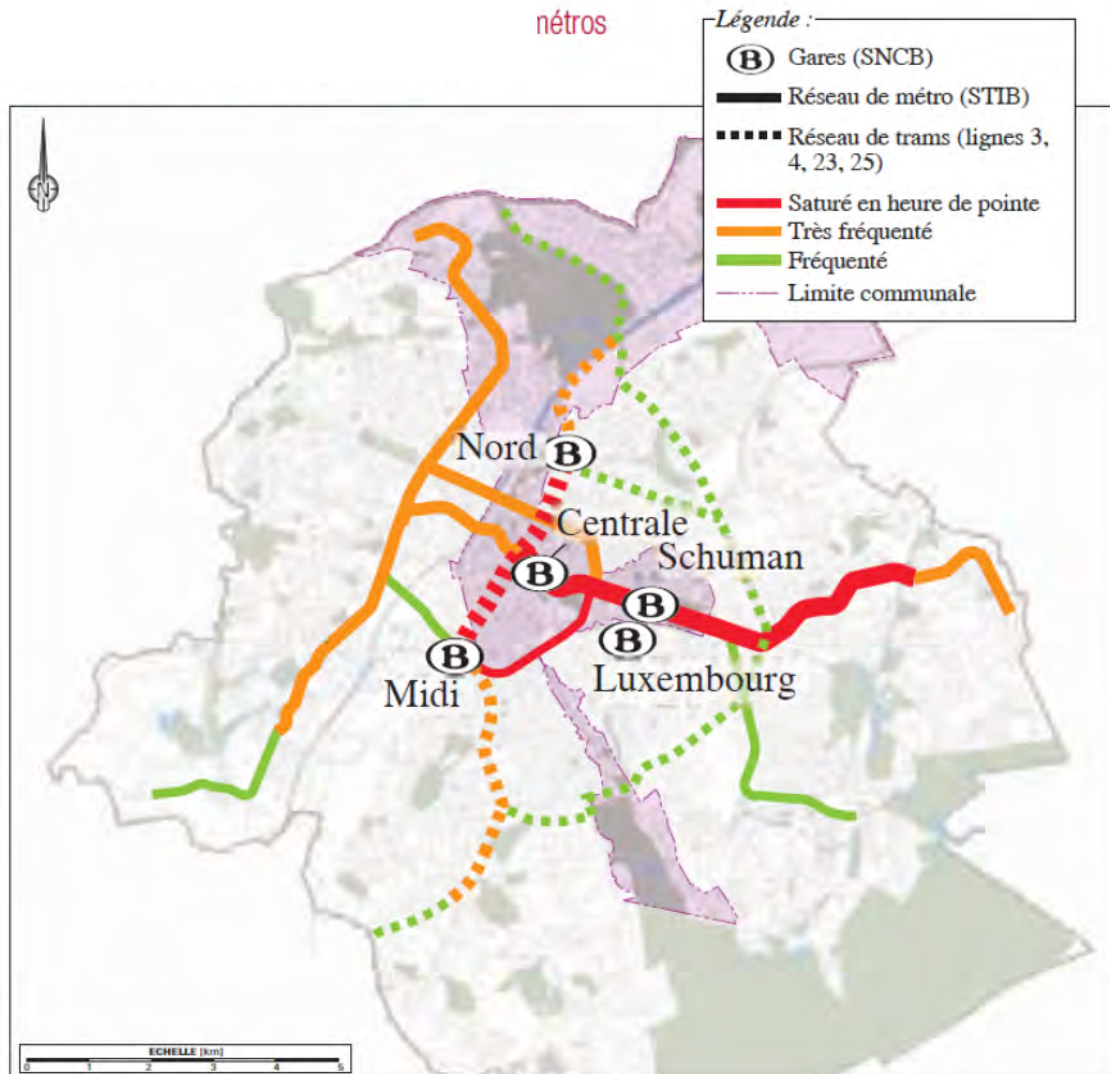 nétros
Légende :
B Gares (SNCB)
Réseau de métro (STIB)
Réseau de trams (lignes 3,
4, 23, 25)
Saturé en heure de pointe
Très fréquenté
Fréquenté
Limite communale
N
Nord B
Centrale
B
Schuman
B
B
Luxembourg
B
Midi
ECHELLE [km]
0 1 2 3 4 5